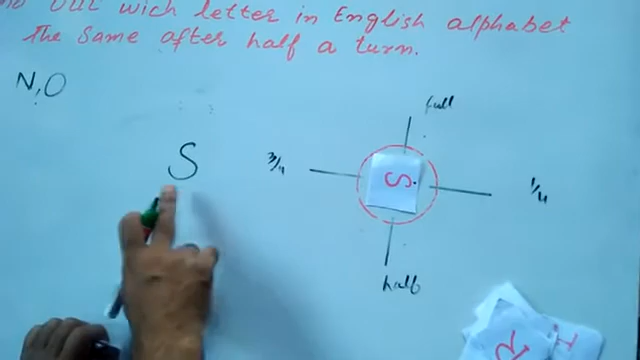 out wich letter in English alphabet
the same after half a turn.
N, O
full
S
3/4
S
1/4
half
R
I